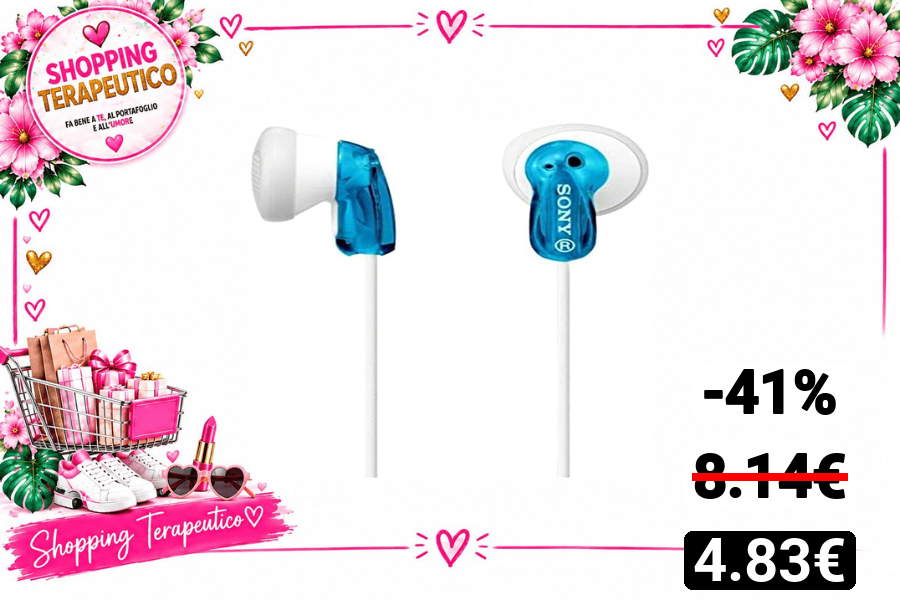 SHOPPING
TERAPEUTICO
FA BENE A TE, AL PORTAFOGLIO
E ALL'UMORE
SONY
®
-41%
8.14€
4.83€
Shopping Terapeutico